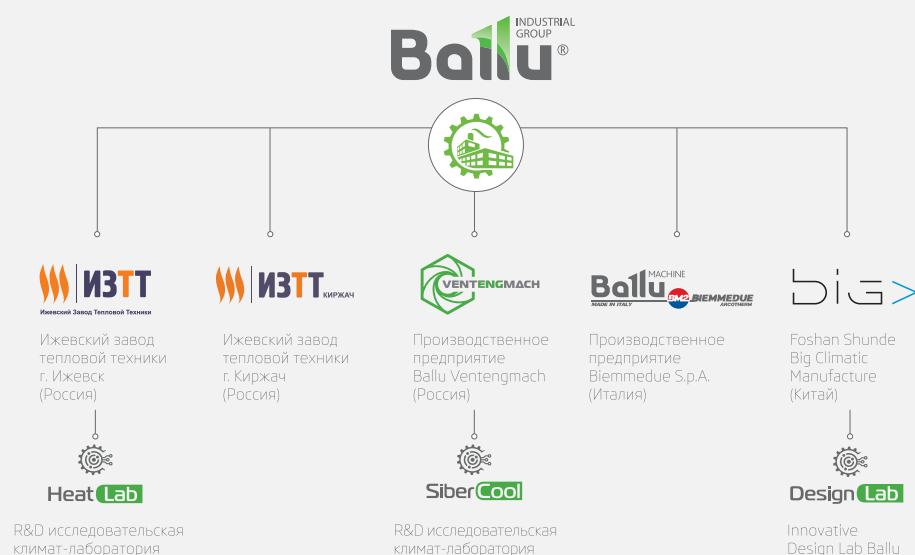 INDUSTRIAL
GROUP
Ballu®
ИЗТТ
Ижевский Завод Тепловой Техники
ИЗТТ КИРЖАЧ
VENTENGMACH
Ballu MACHINE
MADE IN ITALY
BM2 BIEMMEDUE
ARCOTHERM
big
Ижевский завод
тепловой техники
г. Ижевск
(Россия)
Ижевский завод
тепловой техники
г. Киржач
(Россия)
Производственное
предприятие
Ballu Ventengmach
(Россия)
Производственное
предприятие
Biemmedue S.p.A.
(Италия)
Foshan Shunde
Big Climatic
Manufacture
(Китай)
Heat Lab
R&D исследовательская
климат-лаборатория
Siber Cool
R&D исследовательская
климат-лаборатория
Design Lab
Innovative
Design Lab Ballu